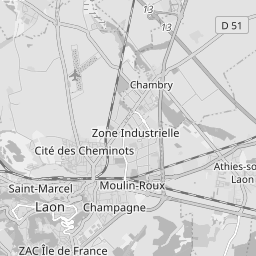 13
D 51
13
Chambry
Zone Industrielle
Cité des Cheminots
Athies-so
Laon
Saint-Marcel
Moulin-Roux
Laon
Champagne
ZAC Île de France